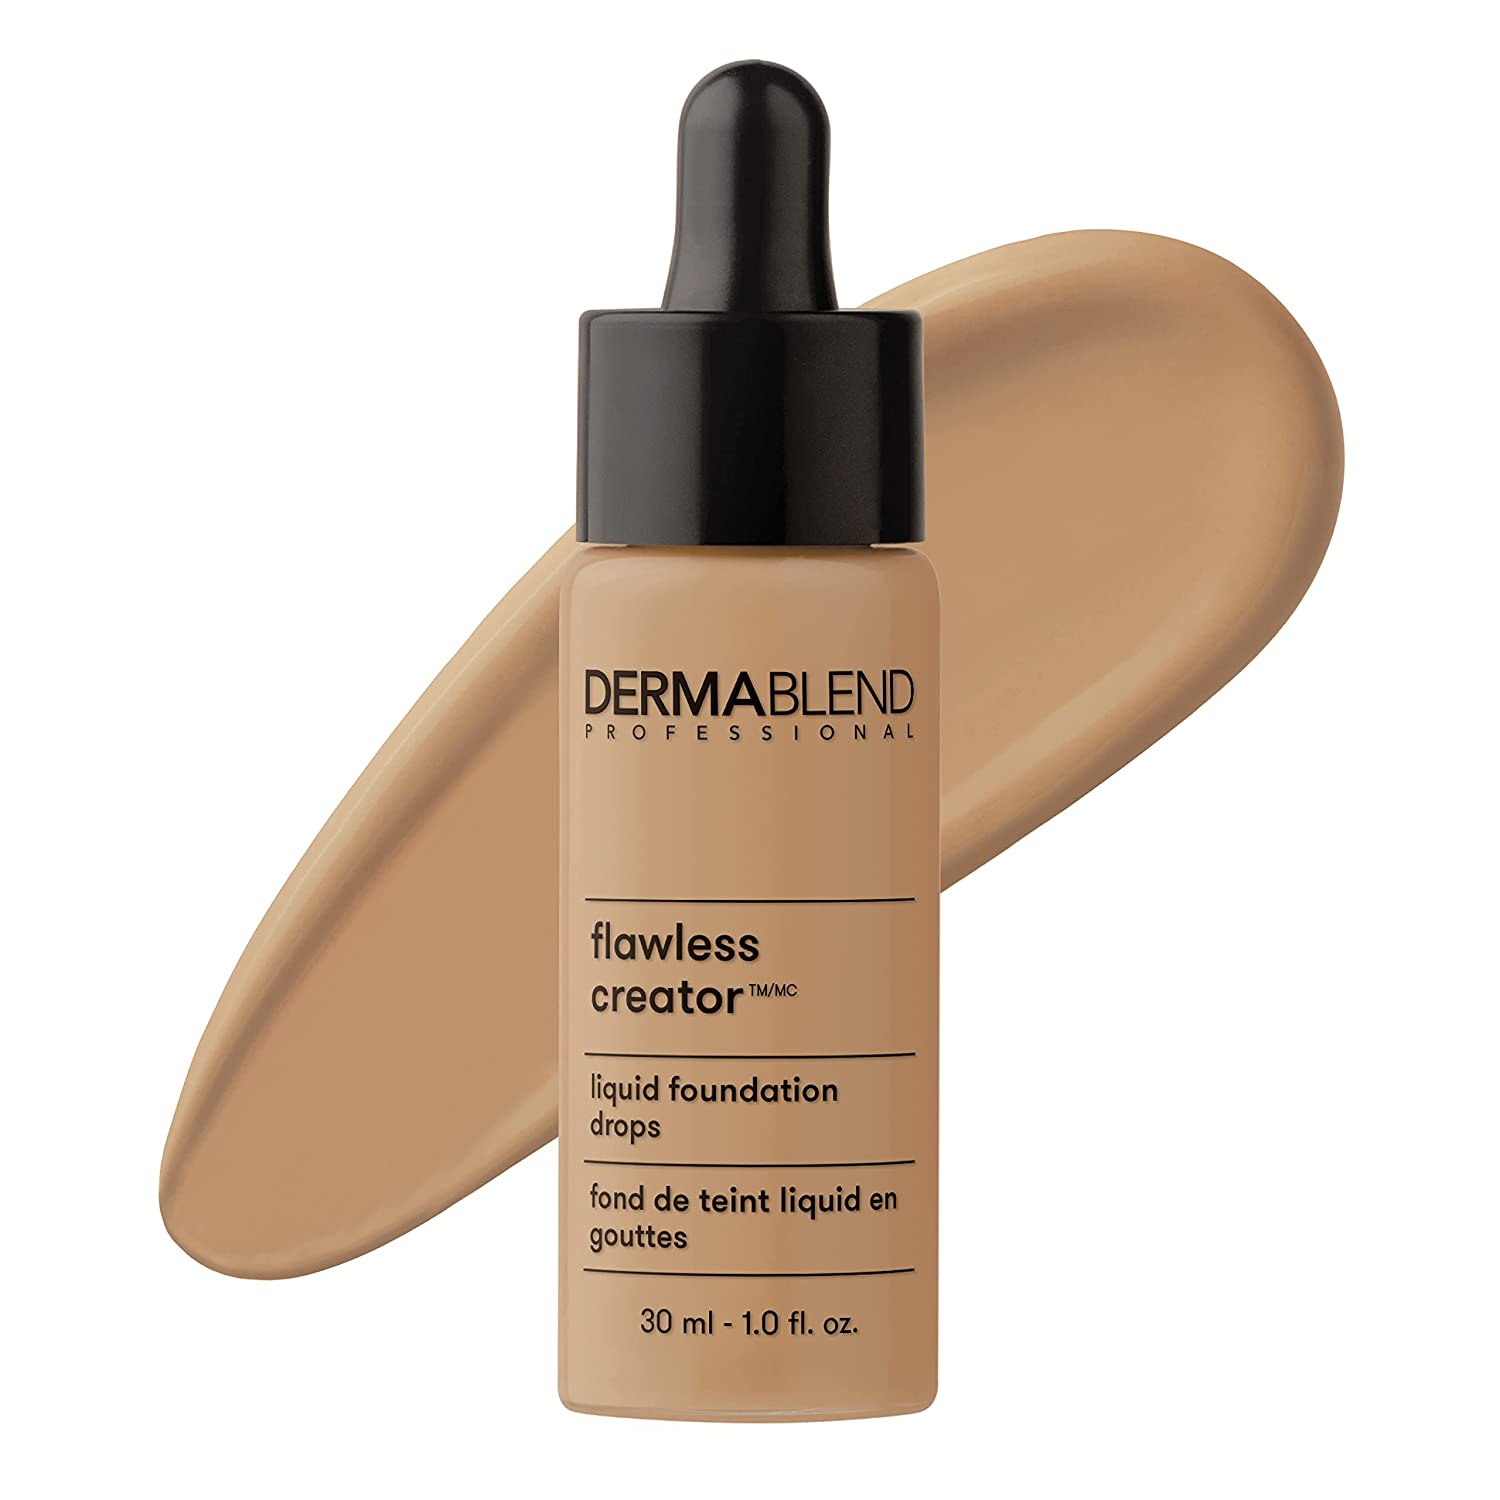 DERMABLEND
PROFESSIONAL
flawless
creator™/MC
liquid foundation
drops
fond de teint liquid en
gouttes
30 ml - 1.0 fl. oz.